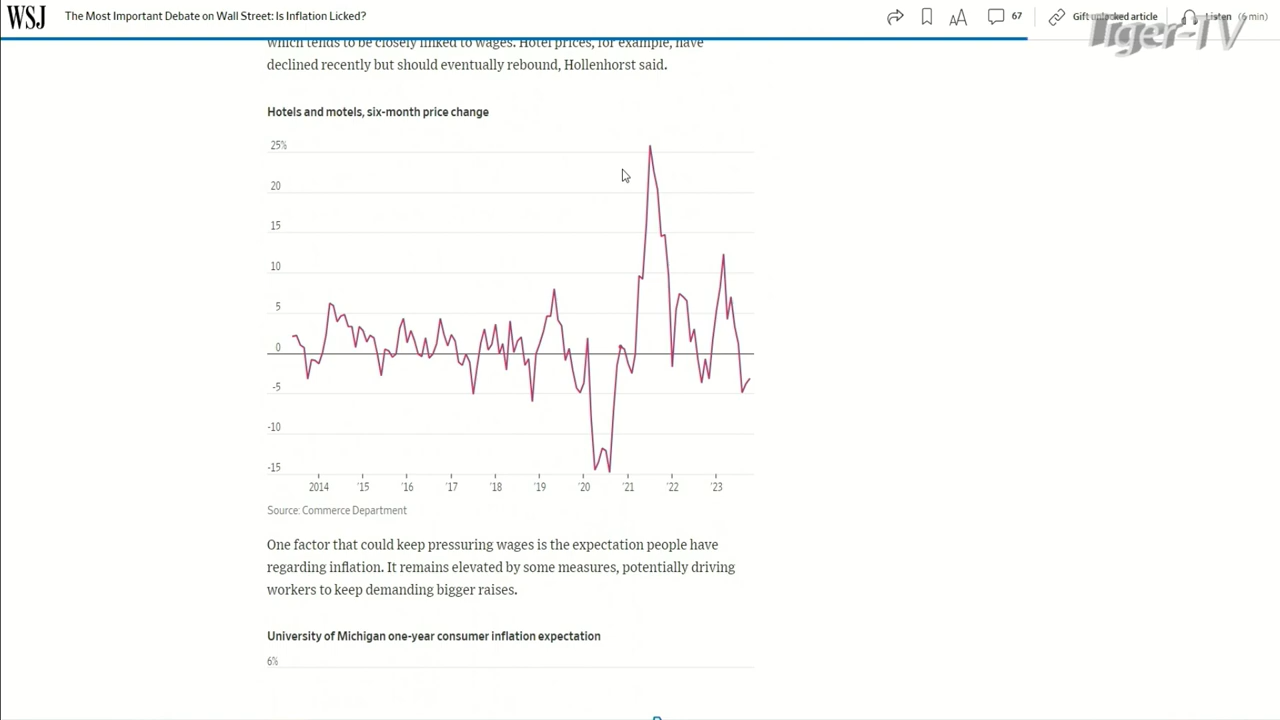 WSJ
The Most Important Debate on Wall Street: Is Inflation Licked?
AA
67
Gift unlocked article
Listen (6 min)
Tiger-TV
which tends to be closely linked to wages. Hotel prices, for example, have
declined recently but should eventually rebound, Hollenhorst said.
Hotels and motels, six-month price change
25%
20
15
10
5
0
-5
-10
-15
2014 '15 '16 '17 '18 '19 '20 '21 '22 '23
Source: Commerce Department
One factor that could keep pressuring wages is the expectation people have
regarding inflation. It remains elevated by some measures, potentially driving
workers to keep demanding bigger raises.
University of Michigan one-year consumer inflation expectation
6%